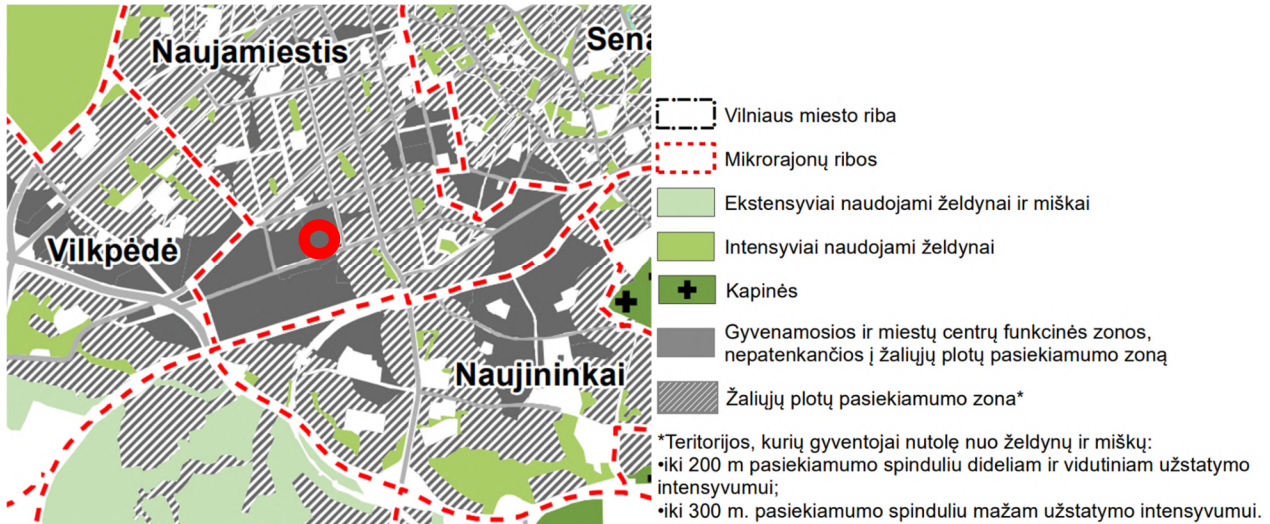 Naujamiestis
Sena
Vilkpėdė
Naujininkai
Vilniaus miesto riba
Mikrorajonų ribos
Ekstensyviai naudojami želdynai ir miškai
Intensyviai naudojami želdynai
Kapinės
Gyvenamosios ir miestų centrų funkcinės zonos,
nepatenkančios į žaliųjų plotų pasiekiamumo zoną
Žaliųjų plotų pasiekiamumo zona*
*Teritorijos, kurių gyventojai nutolę nuo želdynų ir miškų:
•iki 200 m pasiekiamumo spinduliu dideliam ir vidutiniam užstatymo
intensyvumui;
•iki 300 m. pasiekiamumo spinduliu mažam užstatymo intensyvumui.